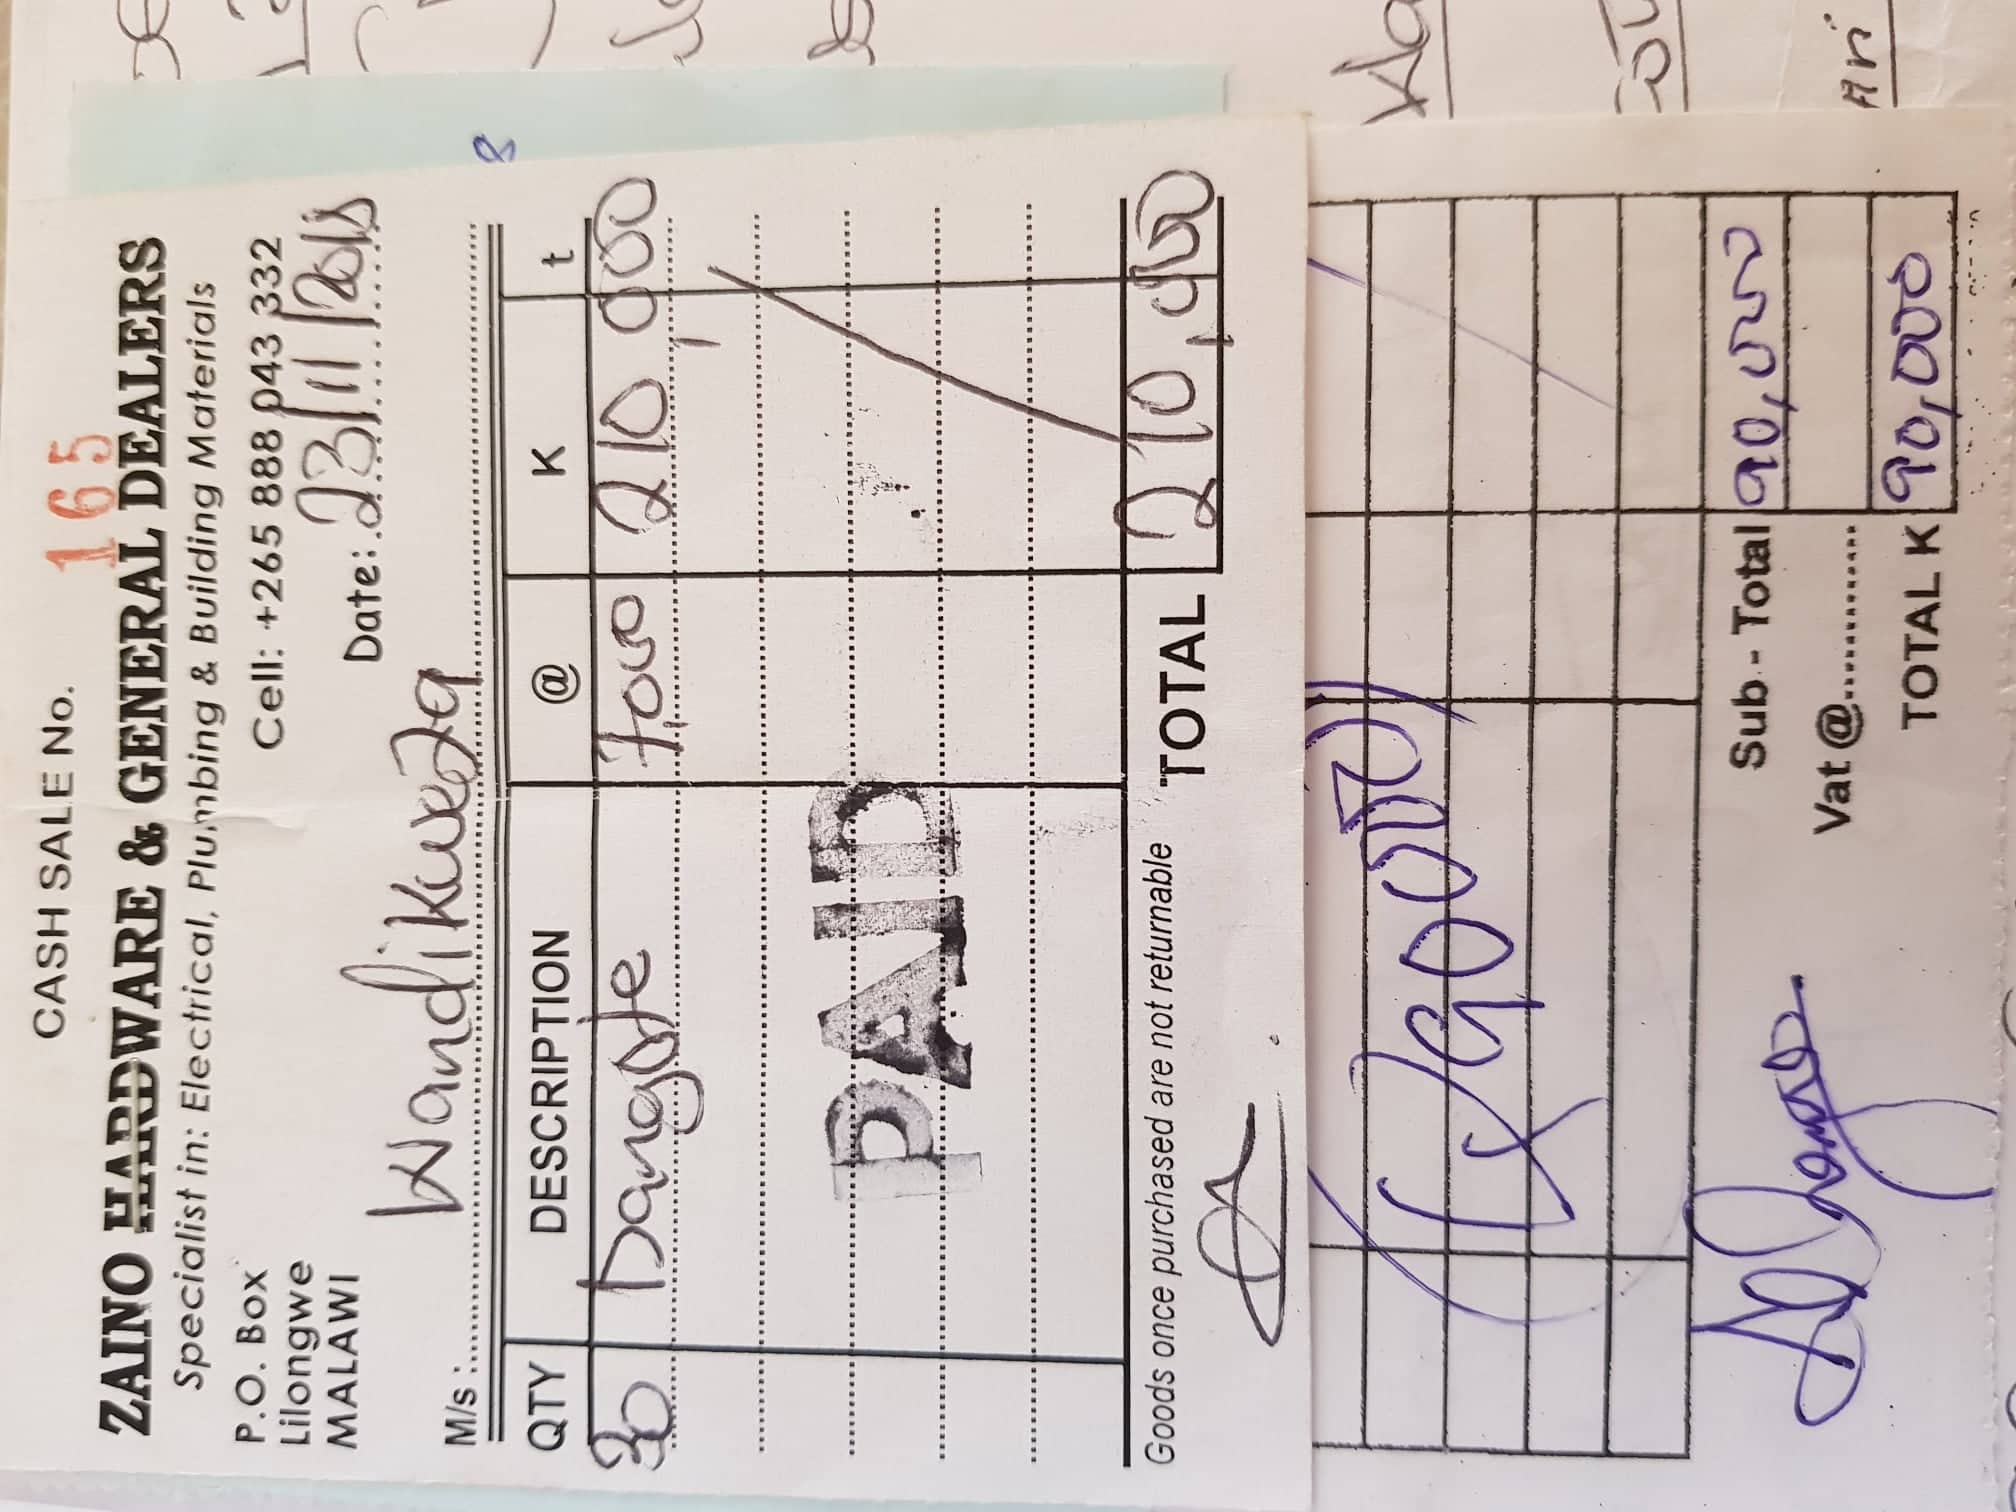 CASH SALE No. 165
ZAINO HARDWARE & GENERAL DEALERS
Specialist in: Electrical, Plumbing & Building Materials
P.O. Box
Lilongwe
MALAWI
Cell: +265 888 043 332
Date: 23/11/2018
M/s: Wandikweza
QTY DESCRIPTION @ K t
30 Dangote 7,000 210,000
PAID
TOTAL 210,000
Goods once purchased are not returnable
(K90000)
Sub - Total 90,000
Vat @
TOTAL K 90,000